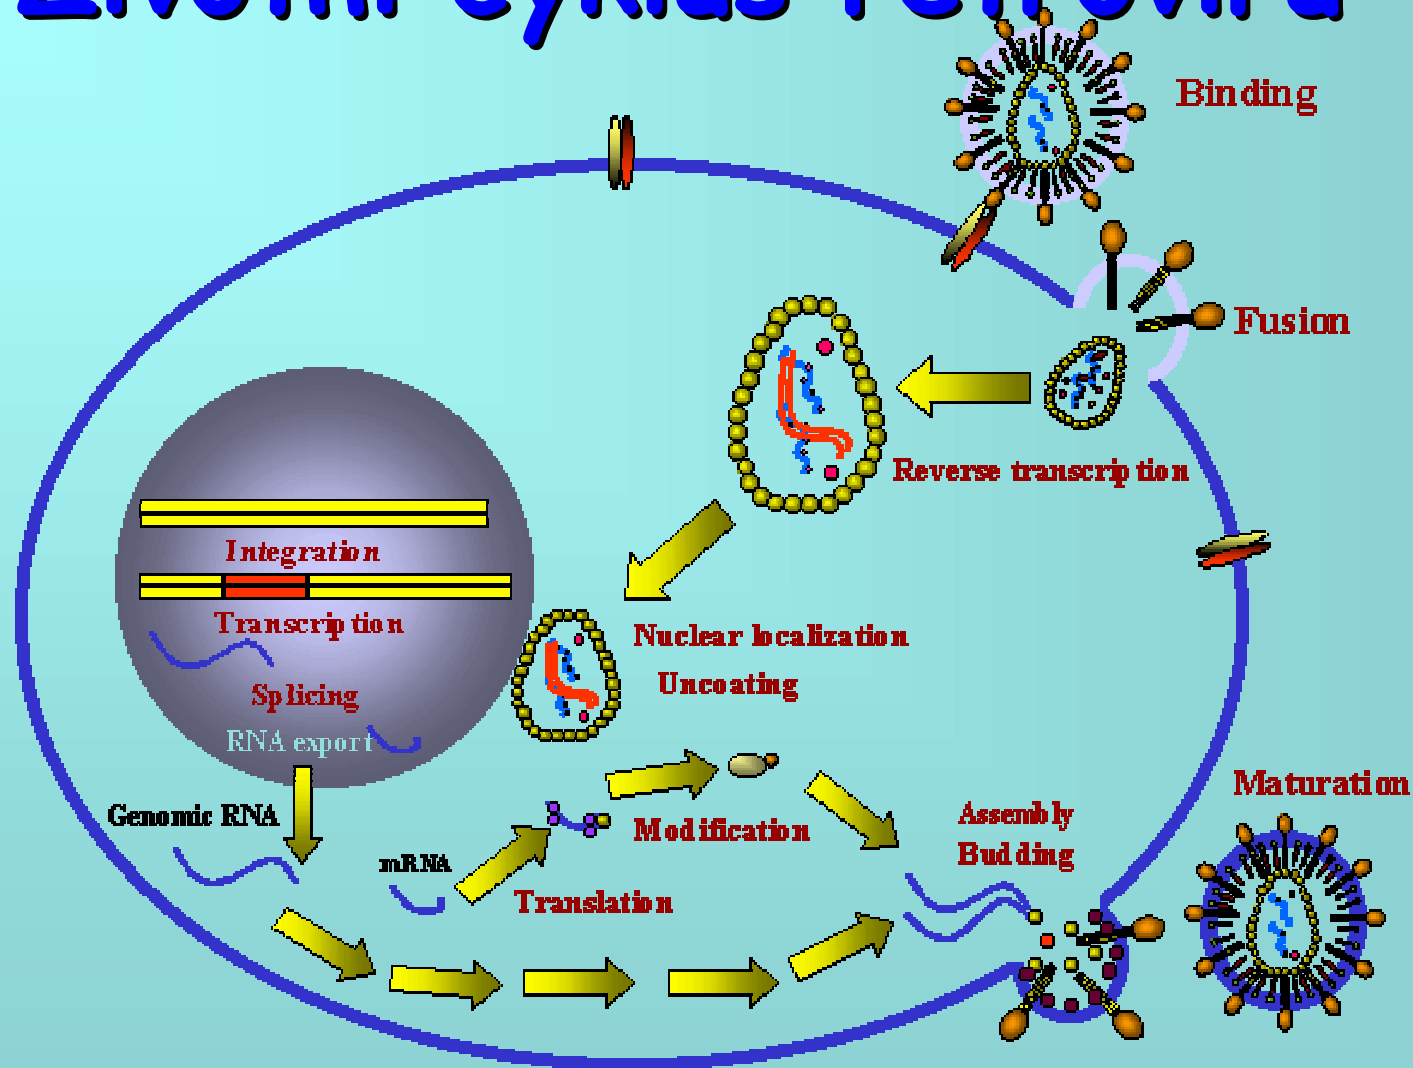 Binding
Fusion
Reverse transcription
Integration
Transcription
Nuclear localization
Uncoating
Splicing
RNA export
Genomic RNA
mRNA
Modification
Translation
Assembly
Budding
Maturation